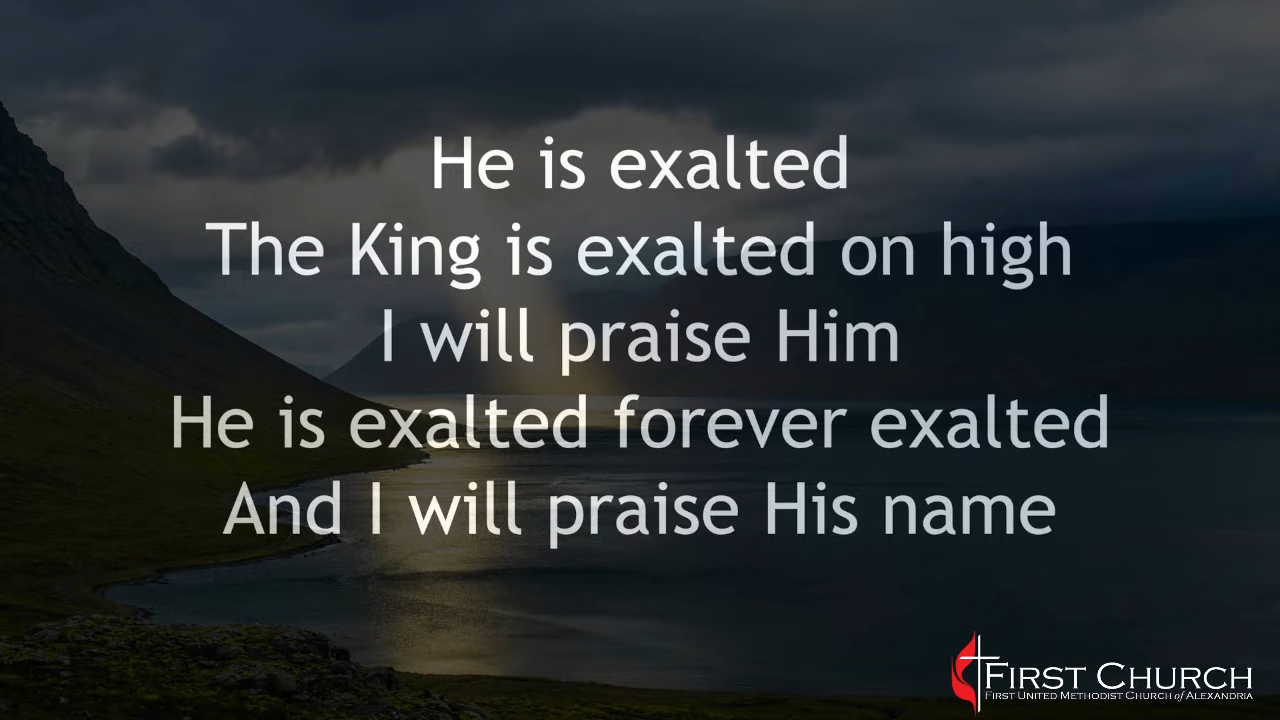 He is exalted
The King is exalted on high
I will praise Him
He is exalted forever exalted
And I will praise His name
First Church
First United Methodist Church of Alexandria